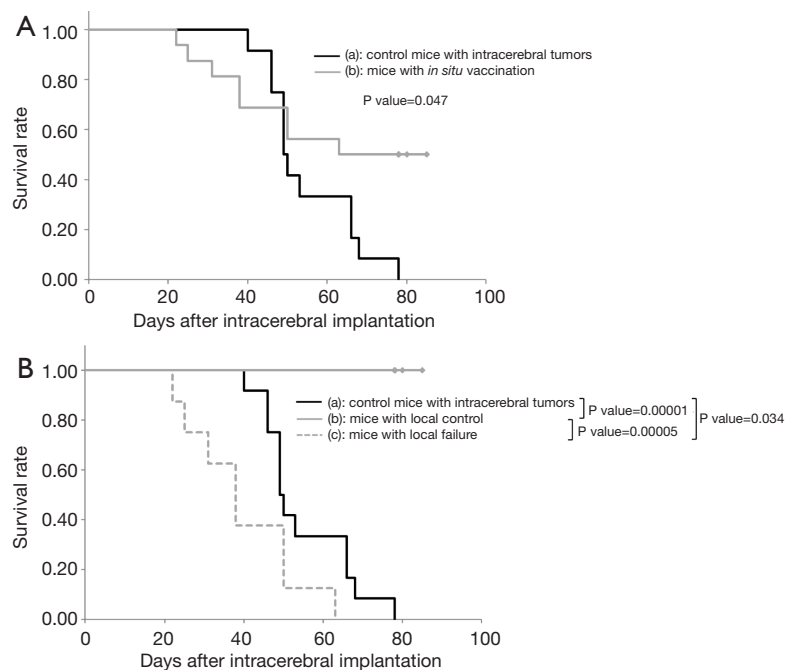 A
1.00
0.80
0.60
0.40
0.20
0.00
Survival rate
(a): control mice with intracerebral tumors
(b): mice with in situ vaccination
P value=0.047
0 20 40 60 80 100
Days after intracerebral implantation
B
1.00
0.80
0.60
0.40
0.20
0.00
Survival rate
(a): control mice with intracerebral tumors
(b): mice with local control
(c): mice with local failure
P value=0.00001
P value=0.00005
P value=0.034
0 20 40 60 80 100
Days after intracerebral implantation